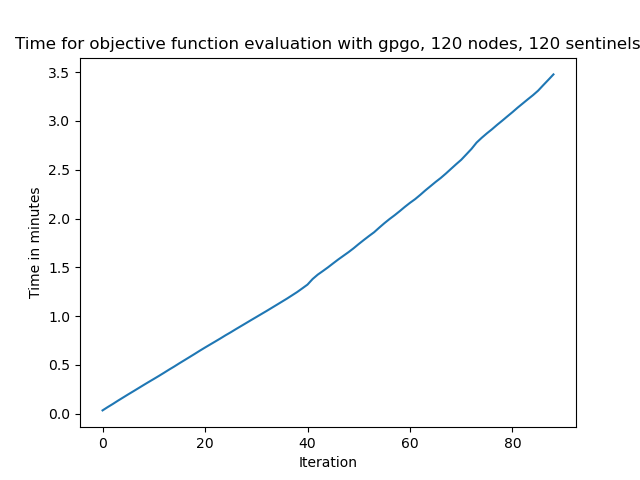 Time for objective function evaluation with gpgo, 120 nodes, 120 sentinels
3.5
3.0
2.5
2.0
1.5
1.0
0.5
0.0
Time in minutes
0 20 40 60 80
Iteration